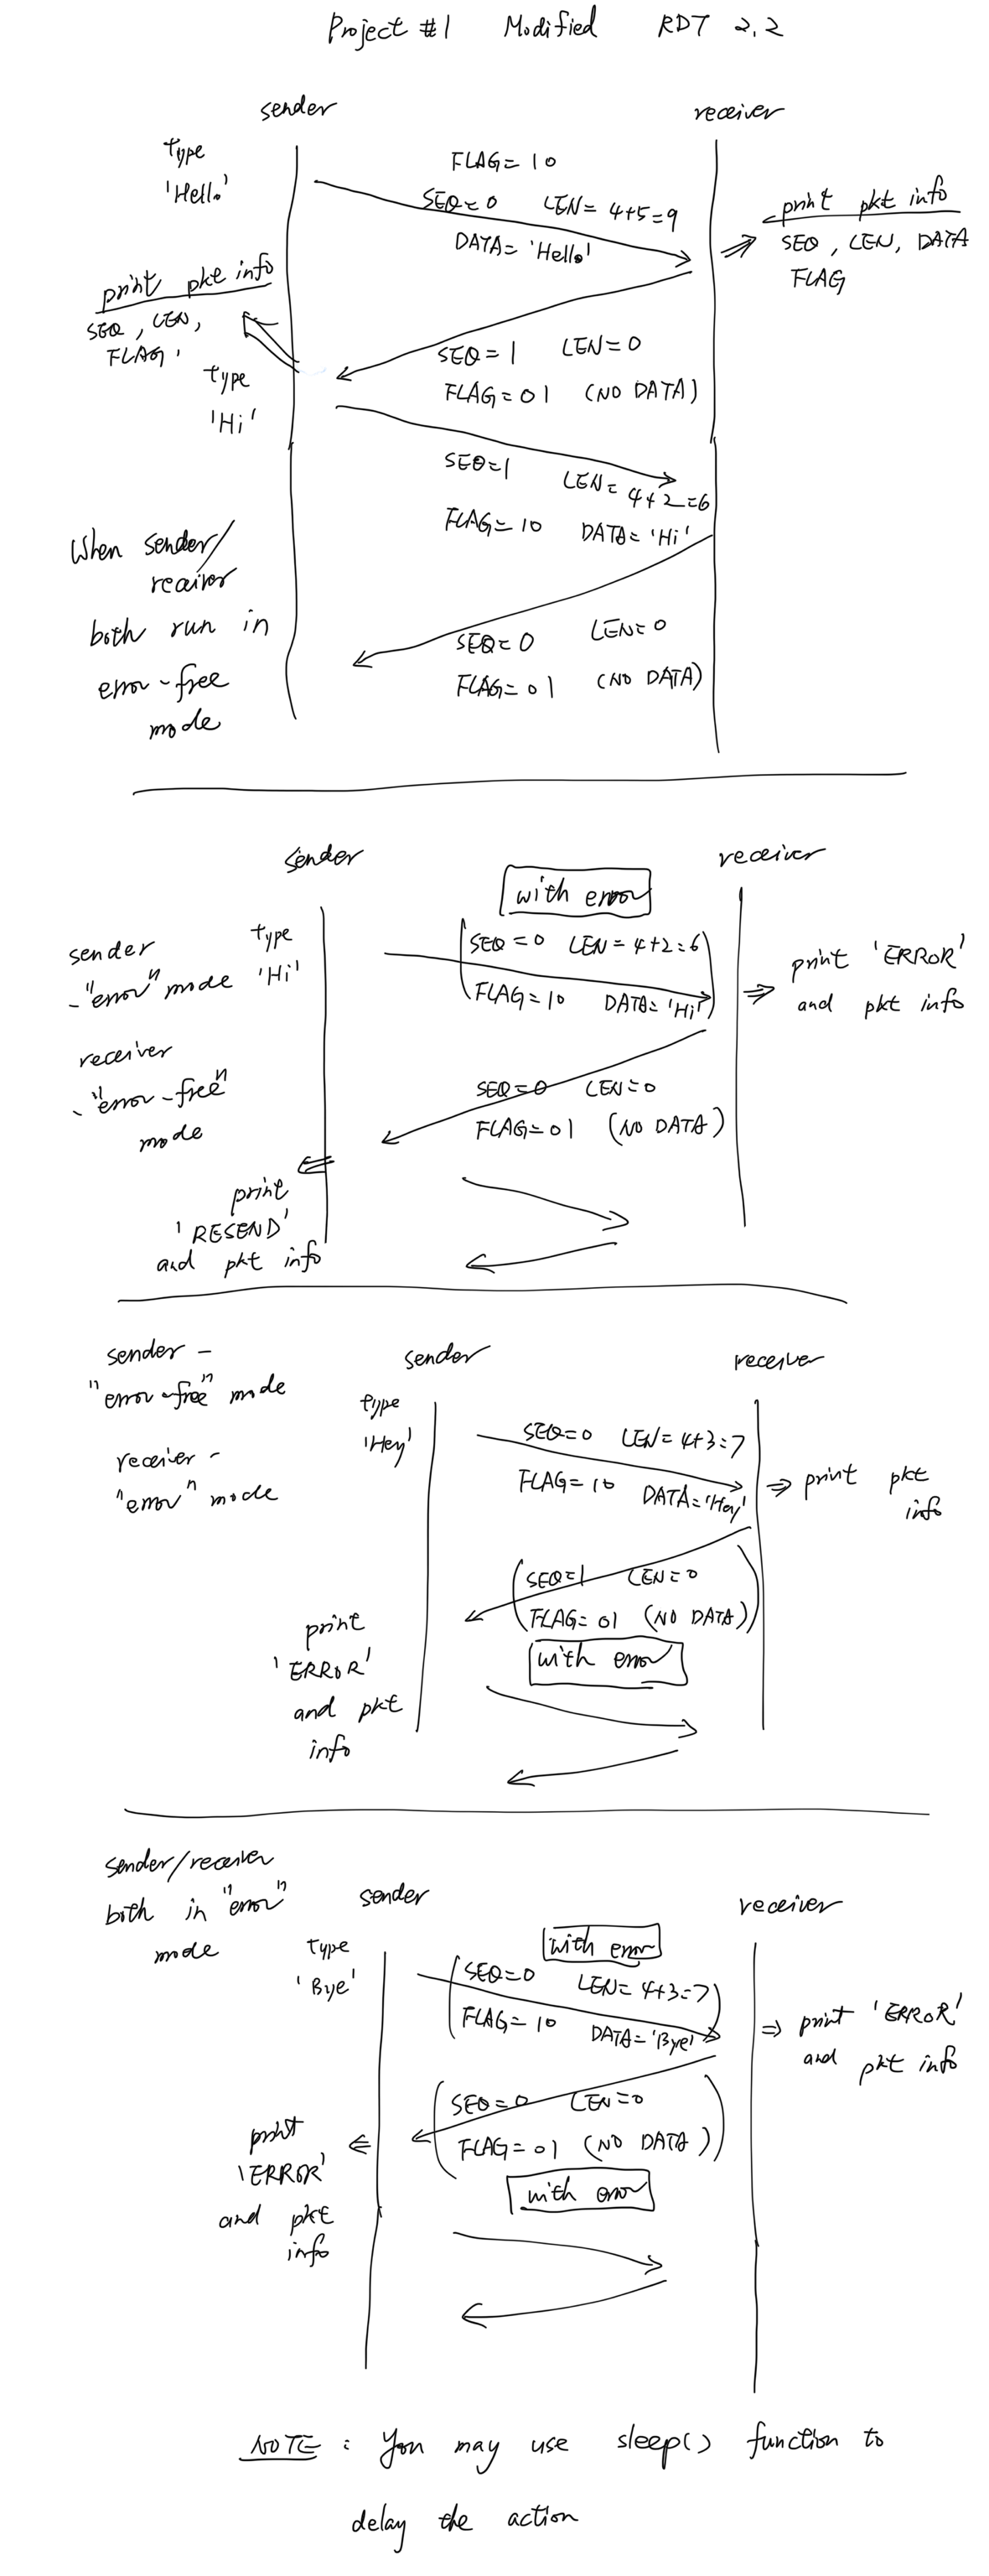 Project #1 Modified RDT 2.2
sender
receiver
type
'Hello'
FLAG = 10
SEQ = 0 LEN = 4+5=9
DATA = 'Hello'
print pkt info
SEQ, LEN, DATA
FLAG
print pkt info
SEQ, LEN,
FLAG,
SEQ = 1 LEN = 0
FLAG = 01 (NO DATA)
type
'Hi'
SEQ=1 LEN= 4+2=6
FLAG= 10 DATA= 'Hi'
When sender/
receiver
both run in
error-free
mode
SEQ=0 LEN=0
FLAG=01 (NO DATA)
sender
receiver
with error
sender
-"error" mode
type
'Hi'
SEQ=0 LEN=4+2=6
FLAG=10 DATA='Hi'
print 'ERROR'
and pkt info
receiver
-"error-free"
mode
SEQ=0 LEN=0
FLAG=01 (NO DATA)
print
'RESEND'
and pkt info
sender -
"error-free" mode
receiver -
"error" mode
sender
receiver
type
'Hey'
SEQ=0 LEN=4+3=7
FLAG=10 DATA='Hey'
print pkt
info
SEQ=1 LEN=0
FLAG=01 (NO DATA)
with error
print
'ERROR'
and pkt
info
sender/receiver
both in "error"
mode
sender
receiver
type
'Bye'
with error
SEQ=0 LEN=4+3=7
FLAG=10 DATA='Bye'
print 'ERROR'
and pkt info
SEQ=0 LEN=0
FLAG=01 (NO DATA)
with error
print
'ERROR'
and pkt
info
NOTE : You may use sleep() function to
delay the action